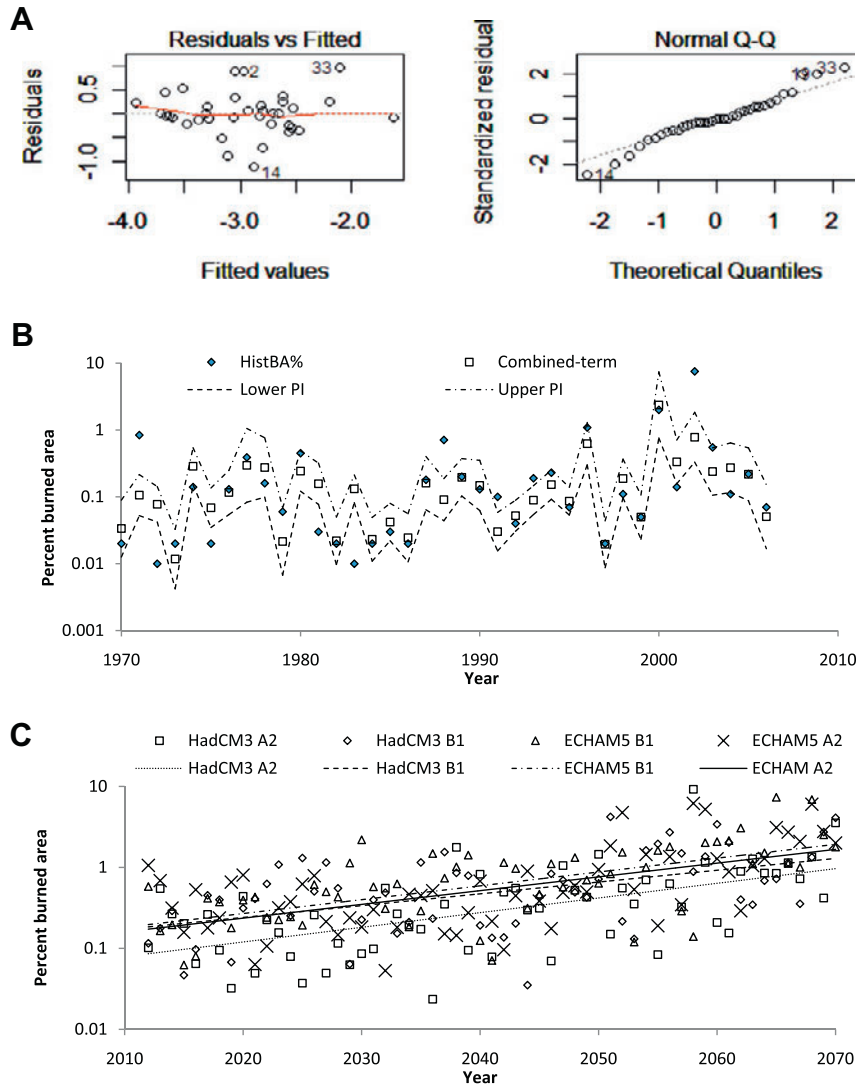 A
Residuals vs Fitted
Residuals
0.5
-1.0
2
33
14
-4.0 -3.0 -2.0
Fitted values
Normal Q-Q
Standardized residual
2
0
-2
33
14
-2 -1 0 1 2
Theoretical Quantiles
B
HistBA% Combined-term
Lower PI Upper PI
Percent burned area
10
1
0.1
0.01
0.001
1970 1980 1990 2000 2010
Year
C
HadCM3 A2 HadCM3 B1 ECHAM5 B1 ECHAM5 A2
HadCM3 A2 HadCM3 B1 ECHAM5 B1 ECHAM A2
Percent burned area
10
1
0.1
0.01
2010 2020 2030 2040 2050 2060 2070
Year